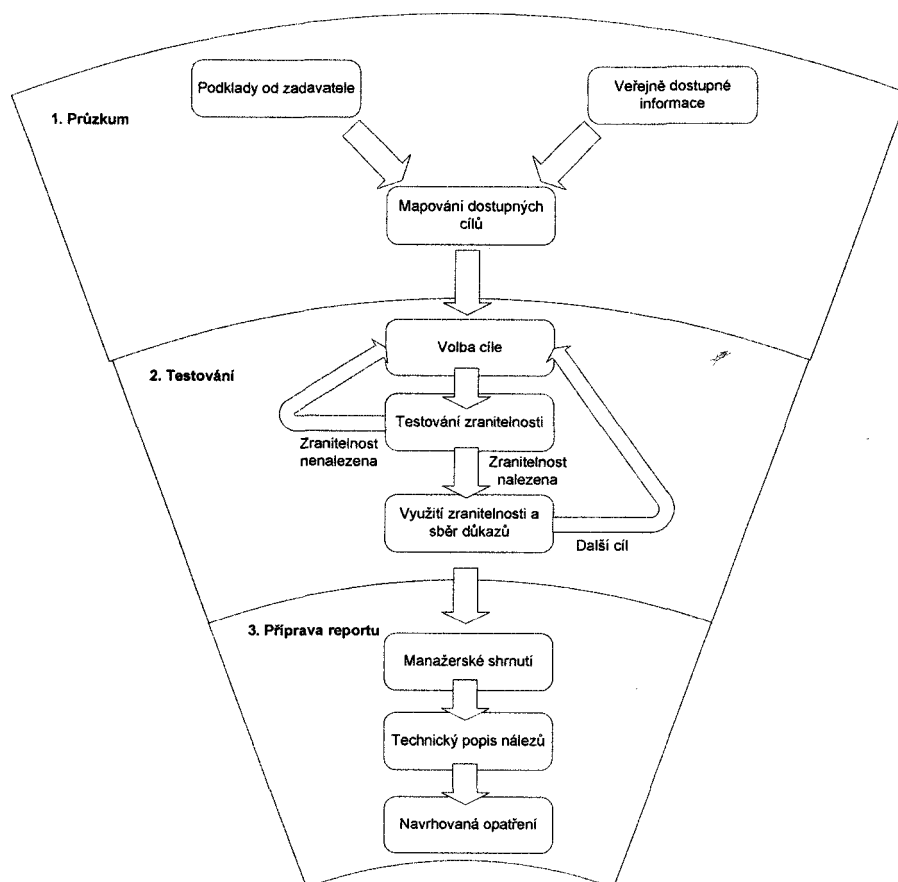 Podklady od zadavatele
Veřejně dostupné
informace
1. Průzkum
Mapování dostupných
cílů
Volba cíle
2. Testování
Testování zranitelnosti
Zranitelnost
nenalezena
Zranitelnost
nalezena
Využití zranitelnosti a
sběr důkazů
Další cíl
3. Příprava reportu
Manažerské shrnutí
Technický popis nálezů
Navrhovaná opatření